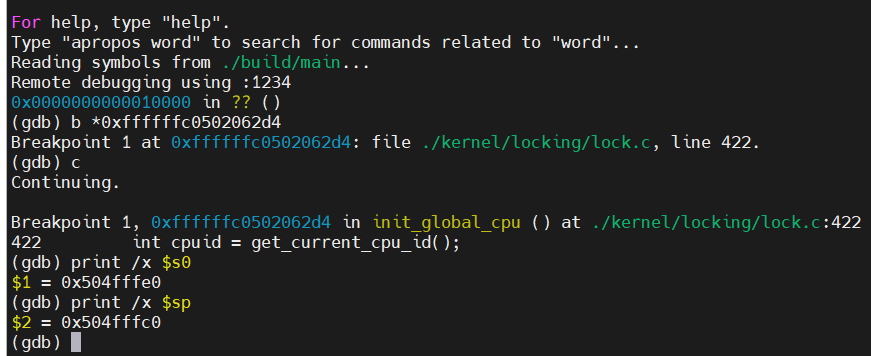 For help, type "help".
Type "apropos word" to search for commands related to "word"...
Reading symbols from ./build/main...
Remote debugging using :1234
0x0000000000010000 in ?? ()
(gdb) b *0xffffffc0502062d4
Breakpoint 1 at 0xffffffc0502062d4: file ./kernel/locking/lock.c, line 422.
(gdb) c
Continuing.
Breakpoint 1, 0xffffffc0502062d4 in init_global_cpu () at ./kernel/locking/lock.c:422
422         int cpuid = get_current_cpu_id();
(gdb) print /x $s0
$1 = 0x504fffe0
(gdb) print /x $sp
$2 = 0x504fffc0
(gdb)